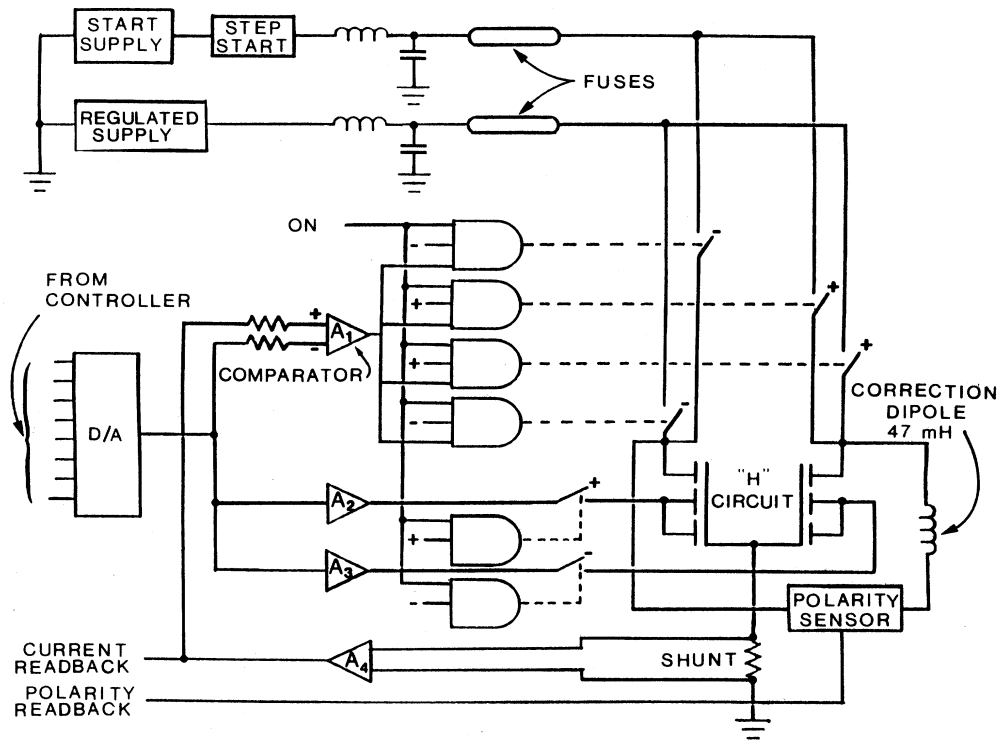 START
SUPPLY
STEP
START
FUSES
REGULATED
SUPPLY
ON
-
-
+
+
FROM
CONTROLLER
+
A1
-
COMPARATOR
+
+
-
-
CORRECTION
DIPOLE
47 mH
D/A
"H"
CIRCUIT
A2
+
+
A3
-
-
POLARITY
SENSOR
CURRENT
READBACK
A4
SHUNT
POLARITY
READBACK